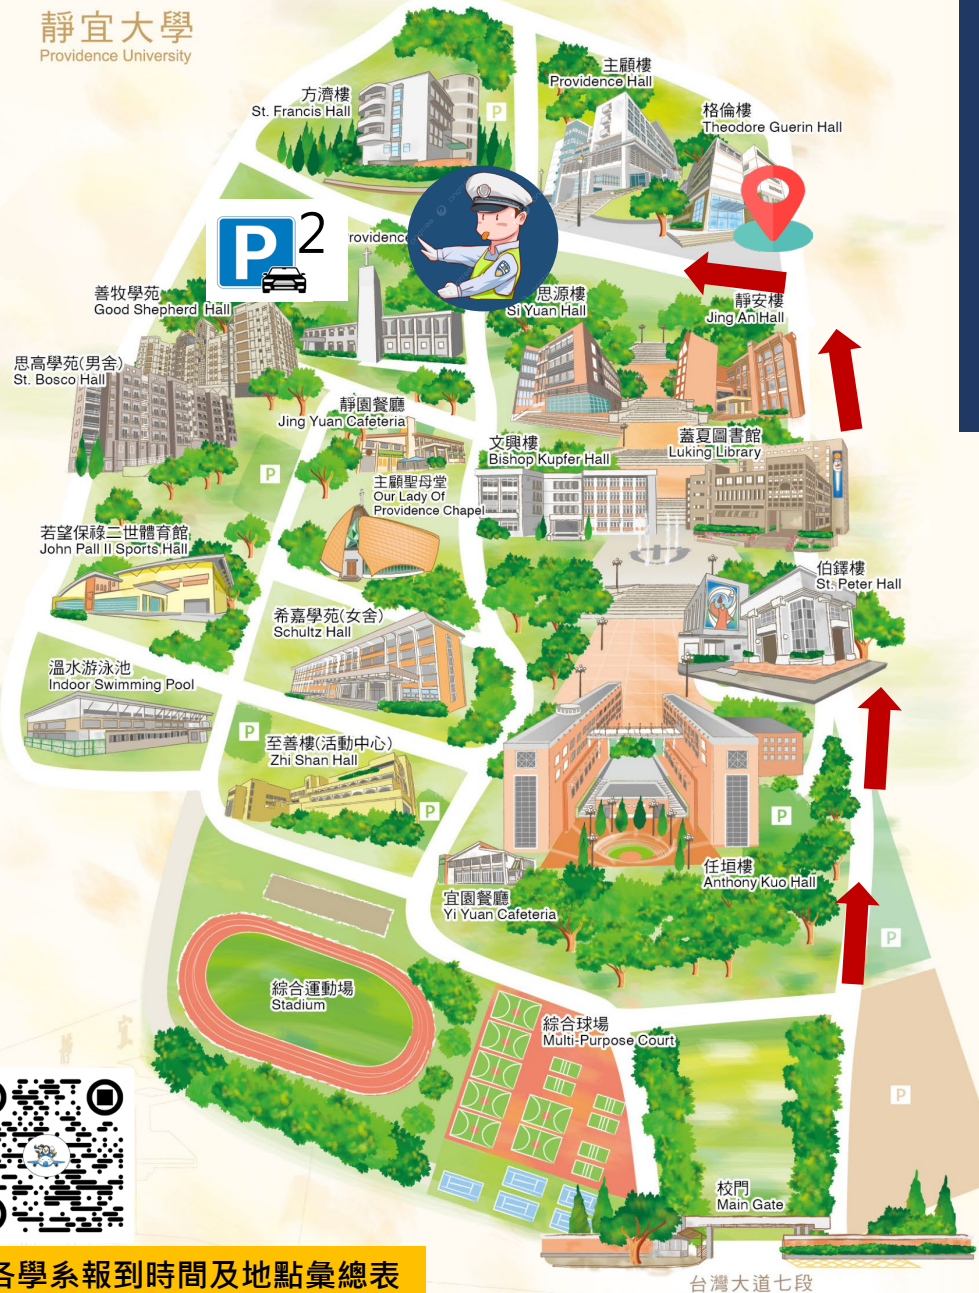 靜宜大學
Providence University
主顧樓
Providence Hall
方濟樓
St. Francis Hall
P
格倫樓
Theodore Guerin Hall
P
2
rovidence
思源樓
Si Yuan Hall
靜安樓
Jing An Hall
善牧學苑
Good Shepherd Hall
思高學苑(男舍)
St. Bosco Hall
靜園餐廳
Jing Yuan Cafeteria
文興樓
Bishop Kupfer Hall
蓋夏圖書館
Luking Library
P
主顧聖母堂
Our Lady Of
Providence Chapel
若望保祿二世體育館
John Pall II Sports Hall
伯鐸樓
St. Peter Hall
希嘉學苑(女舍)
Schultz Hall
溫水游泳池
Indoor Swimming Pool
P
至善樓(活動中心)
Zhi Shan Hall
P
P
任垣樓
Anthony Kuo Hall
宜園餐廳
Yi Yuan Cafeteria
P
綜合運動場
Stadium
綜合球場
Multi-Purpose Court
P
校門
Main Gate
各學系報到時間及地點彙總表
台灣大道七段